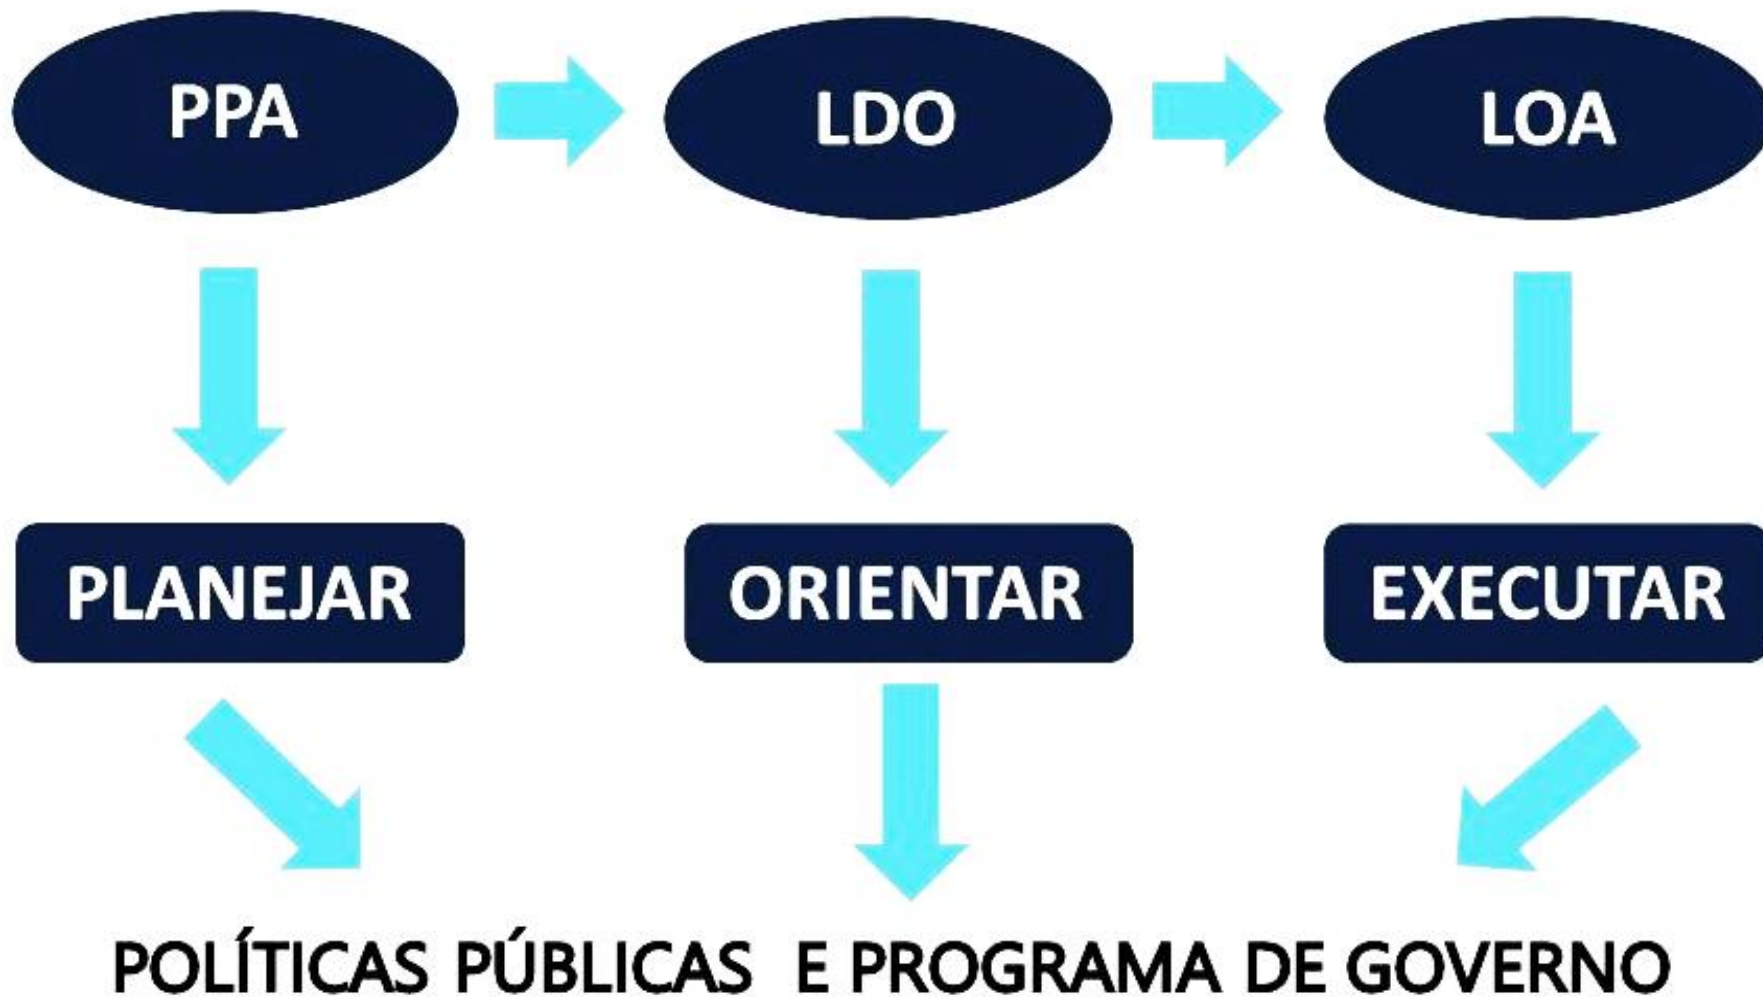 PPA LDO LOA
PLANEJAR ORIENTAR EXECUTAR
POLÍTICAS PÚBLICAS E PROGRAMA DE GOVERNO